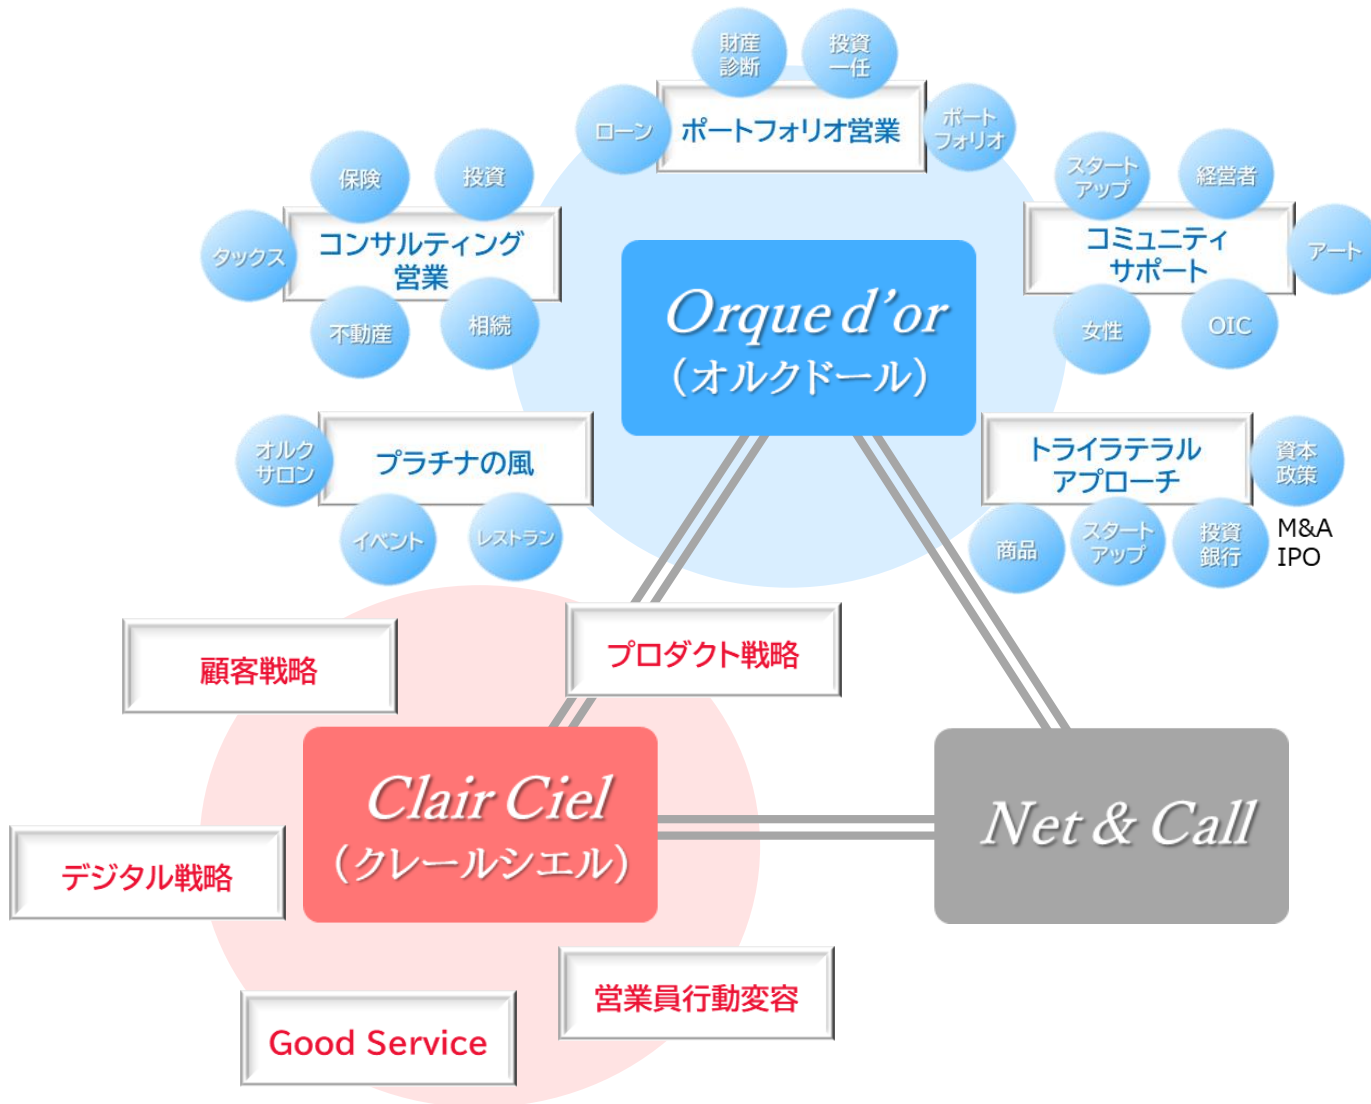 財産
診断
投資
一任
ローン
ポートフォリオ営業
ポート
フォリオ
保険
投資
タックス
コンサルティング
営業
不動産
相続
スタート
アップ
経営者
コミュニティ
サポート
アート
女性
OIC
Orque d’or
（オルクドール）
オルク
サロン
プラチナの風
イベント
レストラン
トライラテラル
アプローチ
資本
政策
商品
スタート
アップ
投資
銀行
M&A
IPO
顧客戦略
プロダクト戦略
Clair Ciel
（クレールシエル）
Net & Call
デジタル戦略
営業員行動変容
Good Service